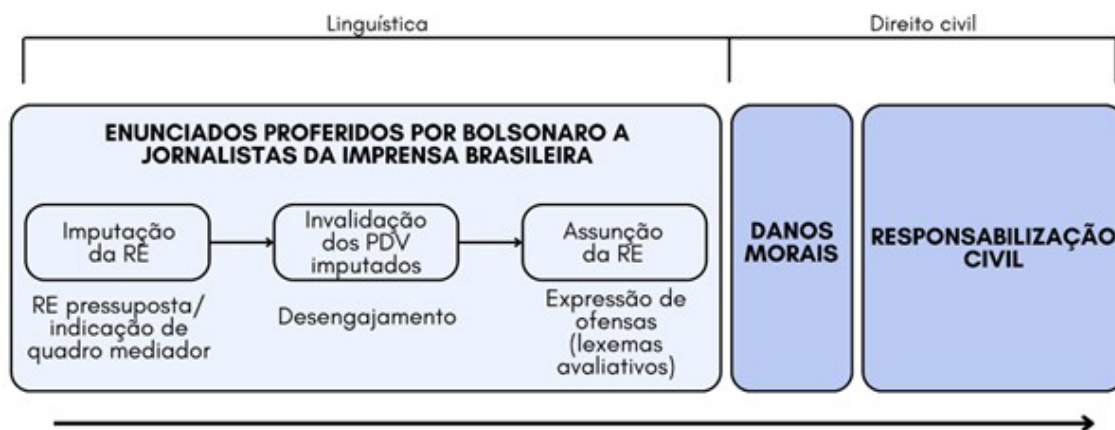 Linguística
Direito civil
ENUNCIADOS PROFERIDOS POR BOLSONARO A
JORNALISTAS DA IMPRENSA BRASILEIRA
Imputação
da RE
RE pressuposta/
indicação de
quadro mediador
Invalidação
dos PDV
imputados
Desengajamento
Assunção
da RE
Expressão de
ofensas
(lexemas
avaliativos)
DANOS
MORAIS
RESPONSABILIZAÇÃO
CIVIL